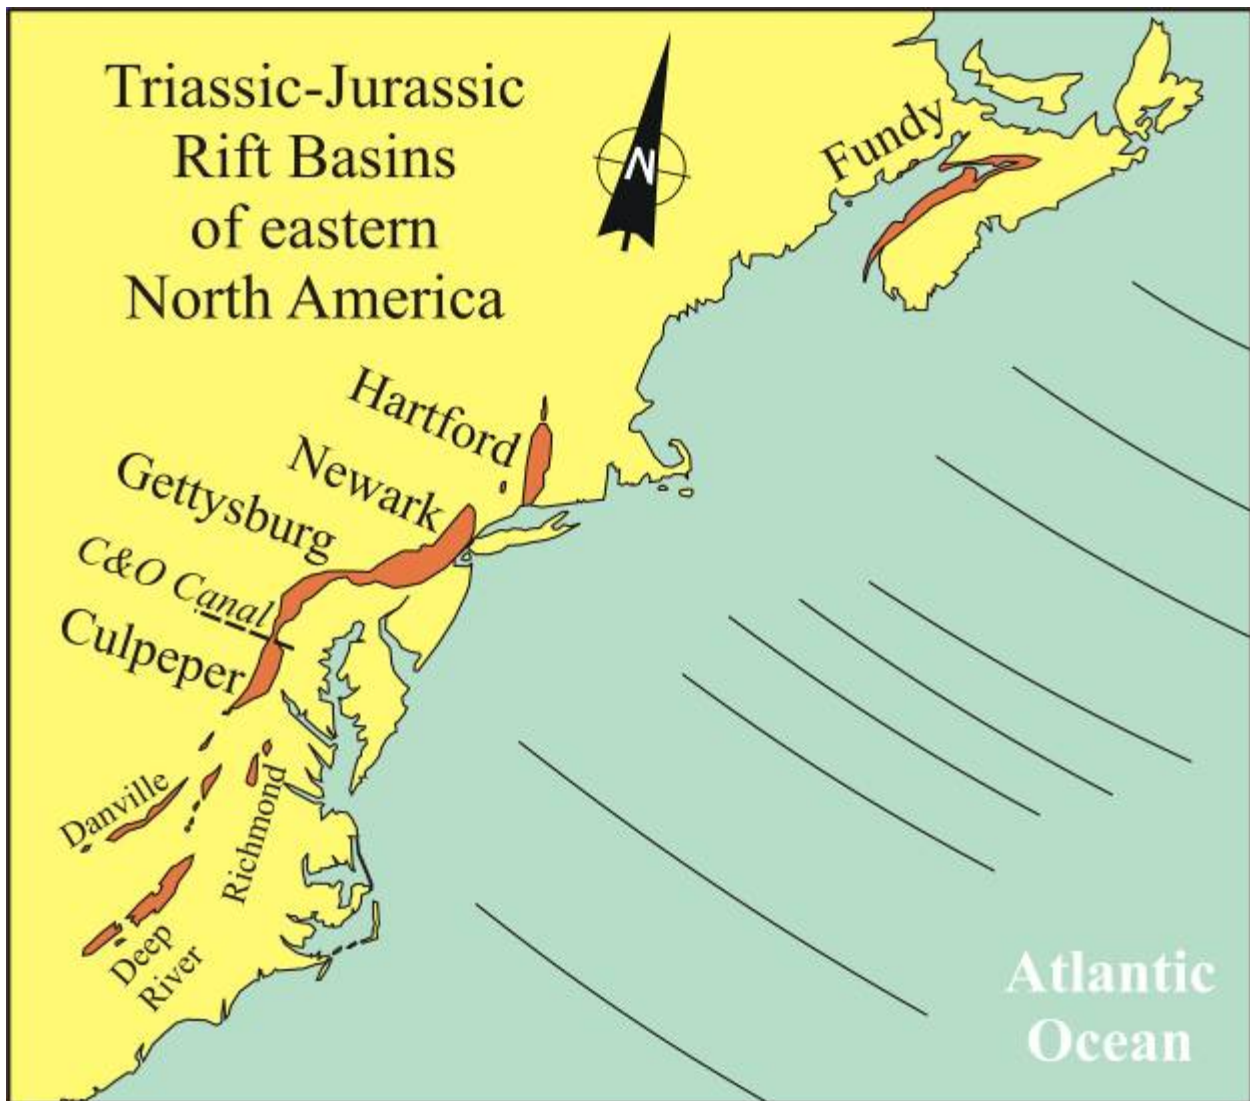 Triassic-Jurassic
Rift Basins
of eastern
North America
N
Fundy
Hartford
Newark
Gettysburg
C&O Canal
Culpeper
Danville
Richmond
Deep
River
Atlantic
Ocean